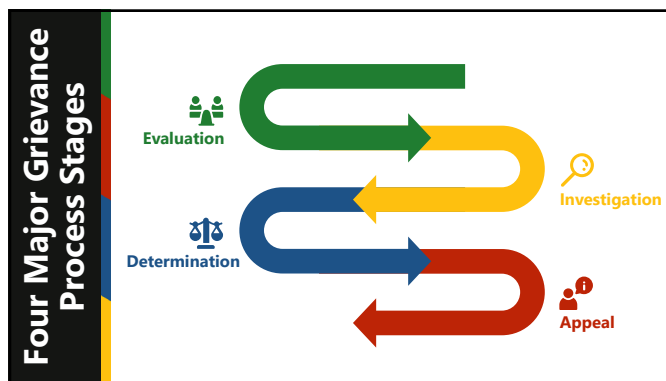 Four Major Grievance
Process Stages
Evaluation
Investigation
Determination
Appeal